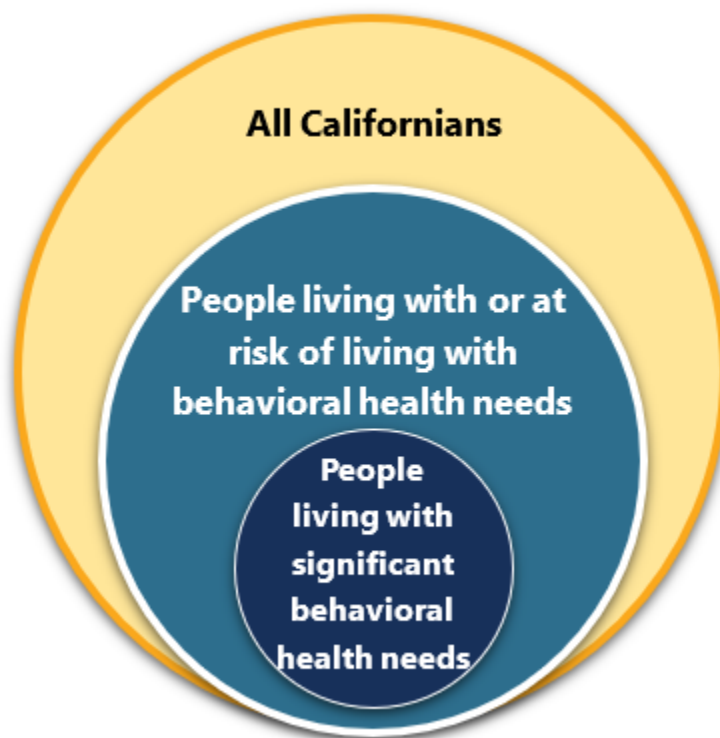 All Californians
People living with or at
risk of living with
behavioral health needs
People
living with
significant
behavioral
health needs